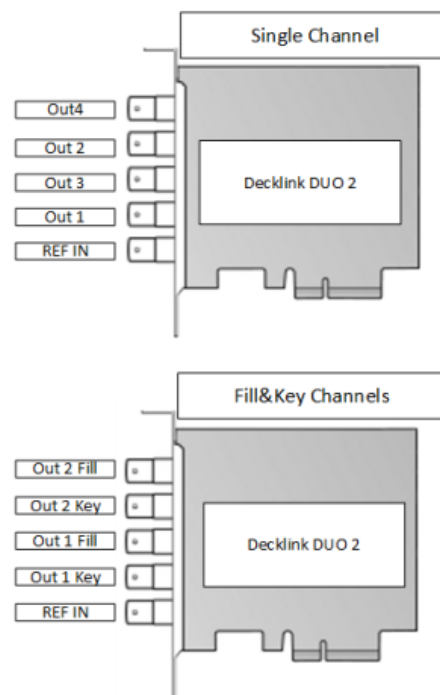 Single Channel
Out4
Out 2
Out 3
Out 1
REF IN
Decklink DUO 2
Fill&Key Channels
Out 2 Fill
Out 2 Key
Out 1 Fill
Out 1 Key
REF IN
Decklink DUO 2